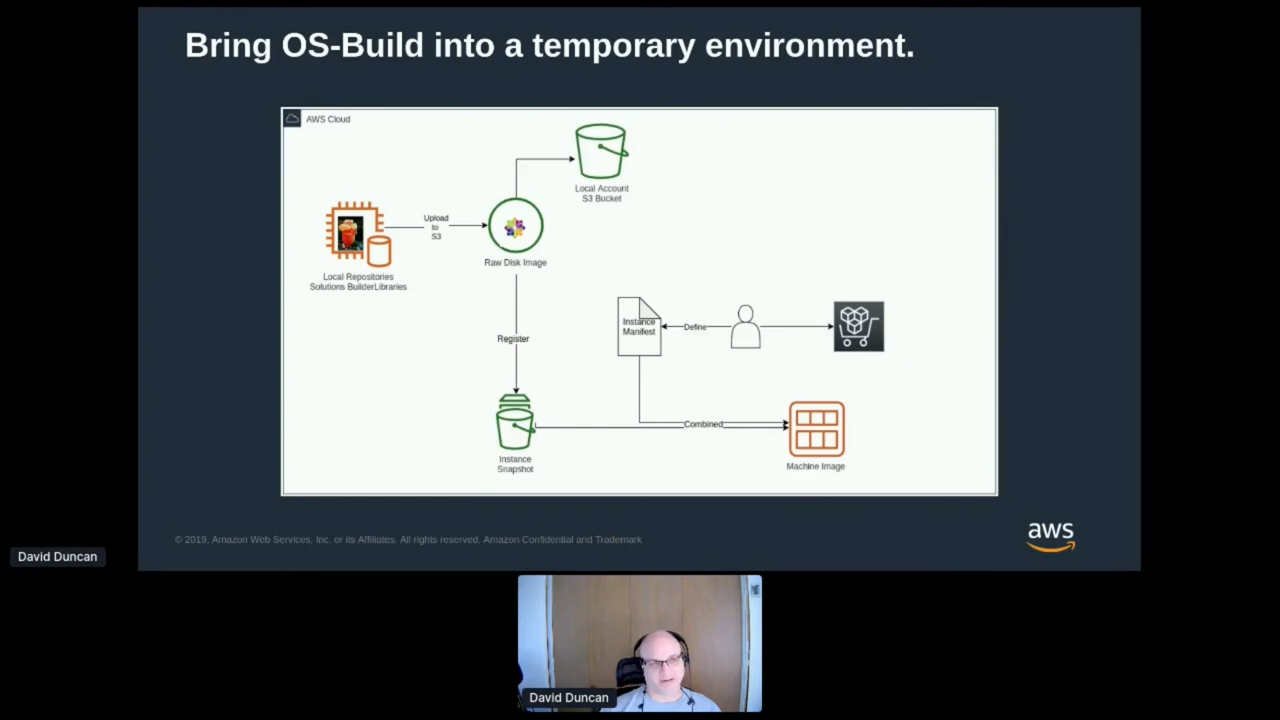 Bring OS-Build into a temporary environment.
AWS Cloud
Local Account
S3 Bucket
Upload
to
S3
Raw Disk Image
Local Repositories
Solutions BuilderLibraries
Instance
Manifest
Define
Register
Combined
Instance
Snapshot
Machine Image
© 2019, Amazon Web Services, Inc. or its Affiliates. All rights reserved. Amazon Confidential and Trademark
aws
David Duncan
David Duncan